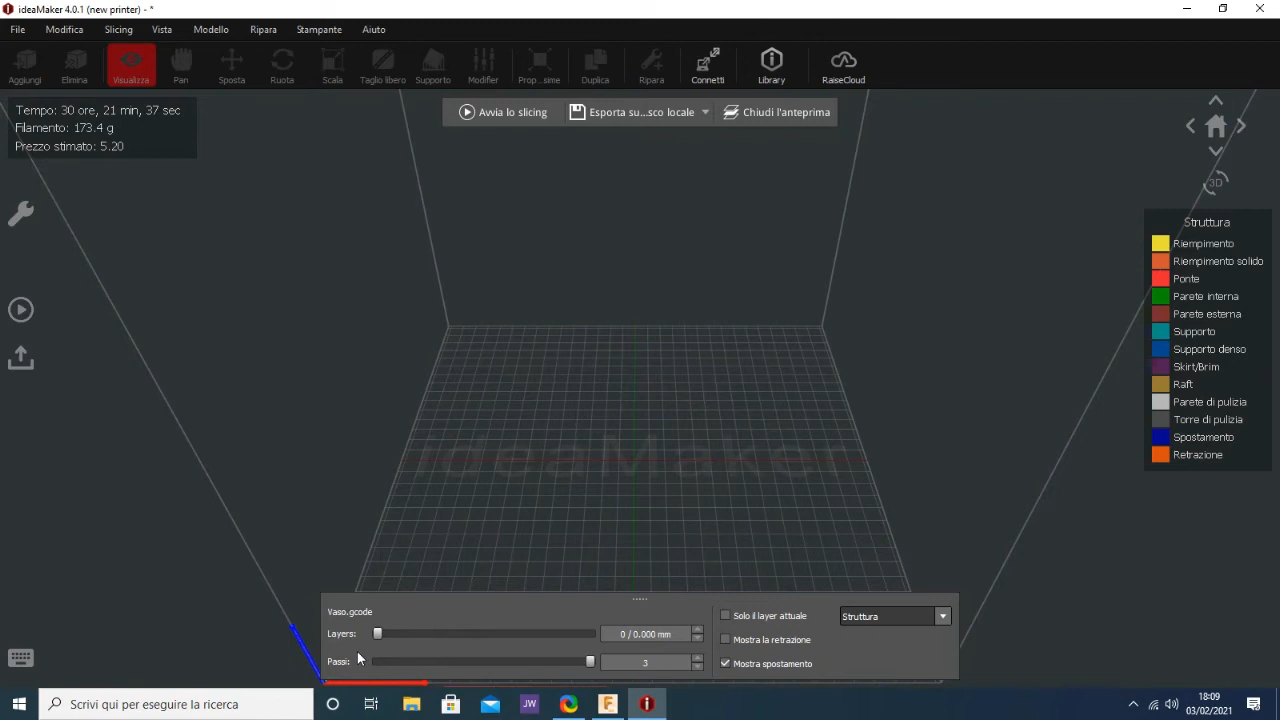 ideaMaker 4.0.1 (new printer) - *
File Modifica Slicing Vista Modello Ripara Stampante Aiuto
Aggiungi Elimina Visualizza Pan Sposta Ruota Scala Taglio libero Supporto Modifier Prop...sime Duplica Ripara Connetti Library RaiseCloud
Tempo: 30 ore, 21 min, 37 sec
Filamento: 173.4 g
Prezzo stimato: 5.20
Avvia lo slicing Esporta su...sco locale Chiudi l'anteprima
3D
Struttura
Riempimento
Riempimento solido
Ponte
Parete interna
Parete esterna
Supporto
Supporto denso
Skirt/Brim
Raft
Parete di pulizia
Torre di pulizia
Spostamento
Retrazione
ideaMaker
Vaso.gcode
Layers: 0 / 0.000 mm
Passi: 3
Solo il layer attuale Struttura
Mostra la retrazione
Mostra spostamento
Scrivi qui per eseguire la ricerca
JW
18:09
03/02/2021